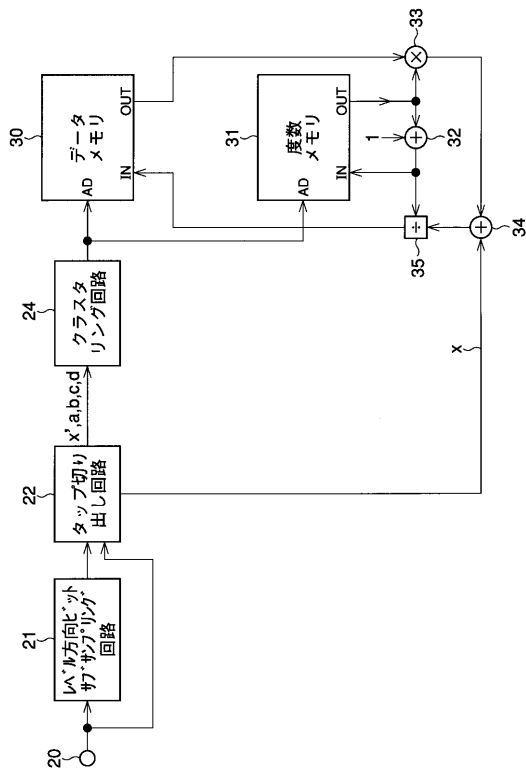 20
21
レベル方向ビット
サブサンプリング
回路
22
タップ切り
出し回路
x',a,b,c,d
24
クラスタ
リング回路
30
AD
データ
メモリ
IN
OUT
31
AD
度数
メモリ
IN
OUT
1
+
32
×
33
÷
35
+
34
x